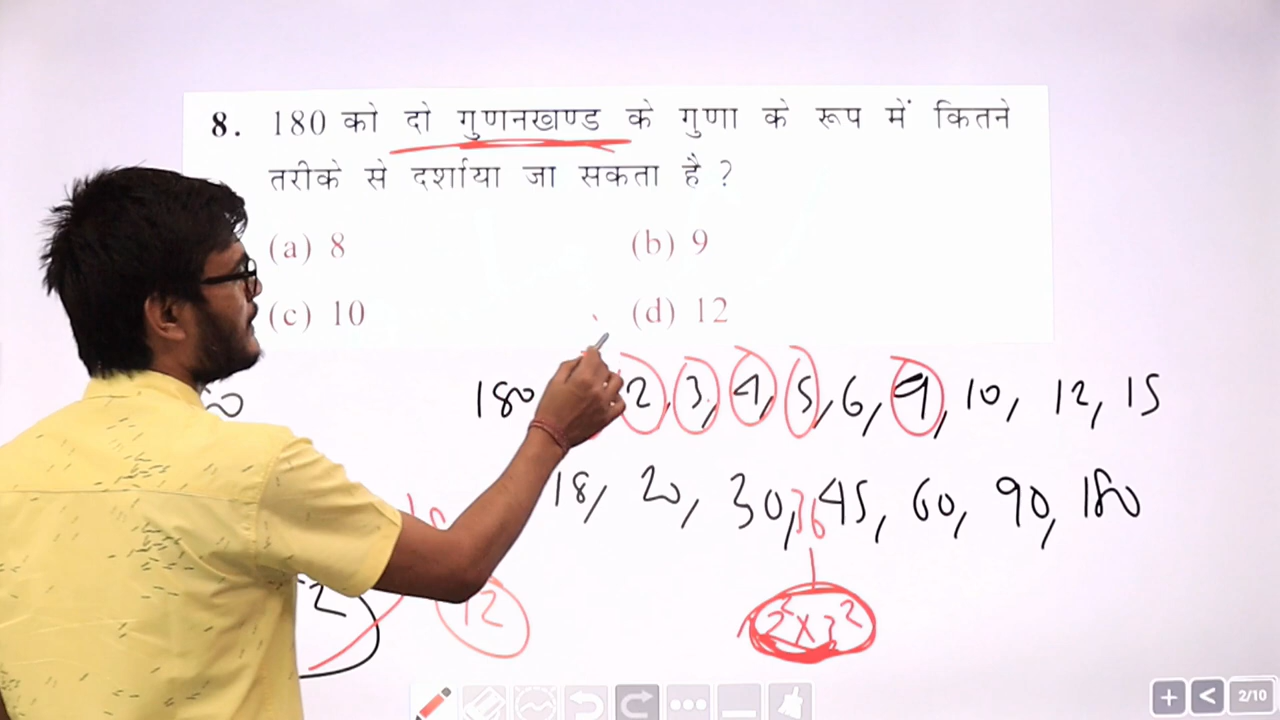 8. 180 को दो गुणनखण्ड के गुणा के रूप में कितने
तरीके से दर्शाया जा सकता है ?
(a) 8 (b) 9
(c) 10 (d) 12
180 2, 3, 4, 5, 6, 9, 10, 12, 15
18, 20, 30, 36 45, 60, 90, 180
12
2² x 3²
2/10